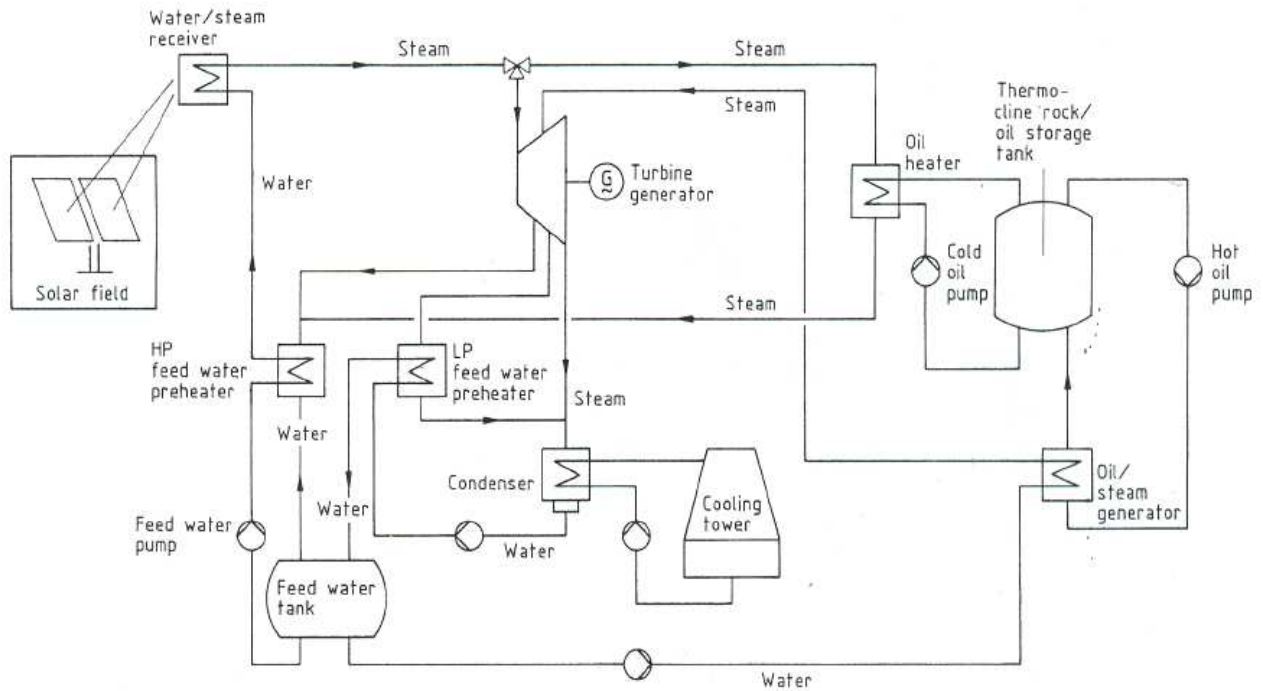 Water/steam
receiver
Steam
Steam
Steam
Thermo-
cline rock/
oil storage
tank
Oil
heater
Water
G
~
Turbine
generator
Solar field
Cold
oil
pump
Hot
oil
pump
Steam
HP
feed water
preheater
LP
feed water
preheater
Steam
Water
Condenser
Cooling
tower
Oil/
steam
generator
Water
Feed water
pump
Water
Feed water
tank
Water